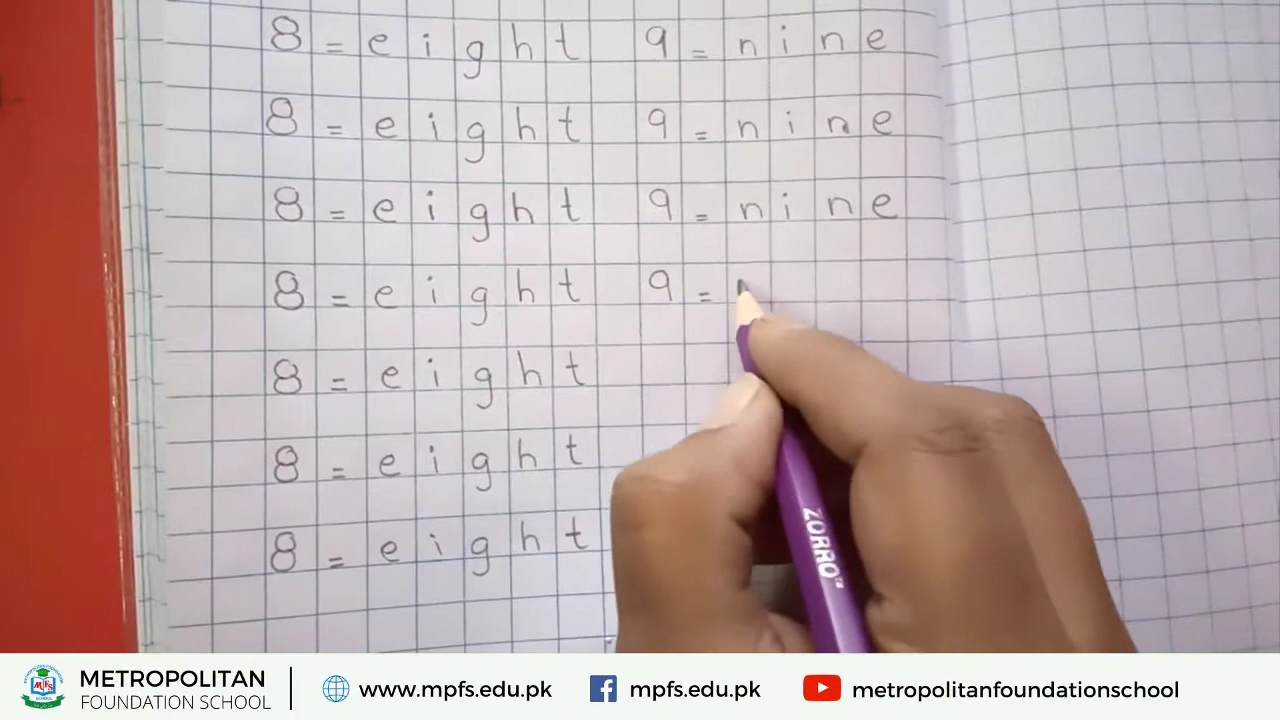 8 = eight 9 = nine
8 = eight 9 = nine
8 = eight 9 = nine
8 = eight 9 =
8 = eight
8 = eight
8 = eight
ZORRO
METROPOLITAN
FOUNDATION SCHOOL
www.mpfs.edu.pk
mpfs.edu.pk
metropolitanfoundationschool